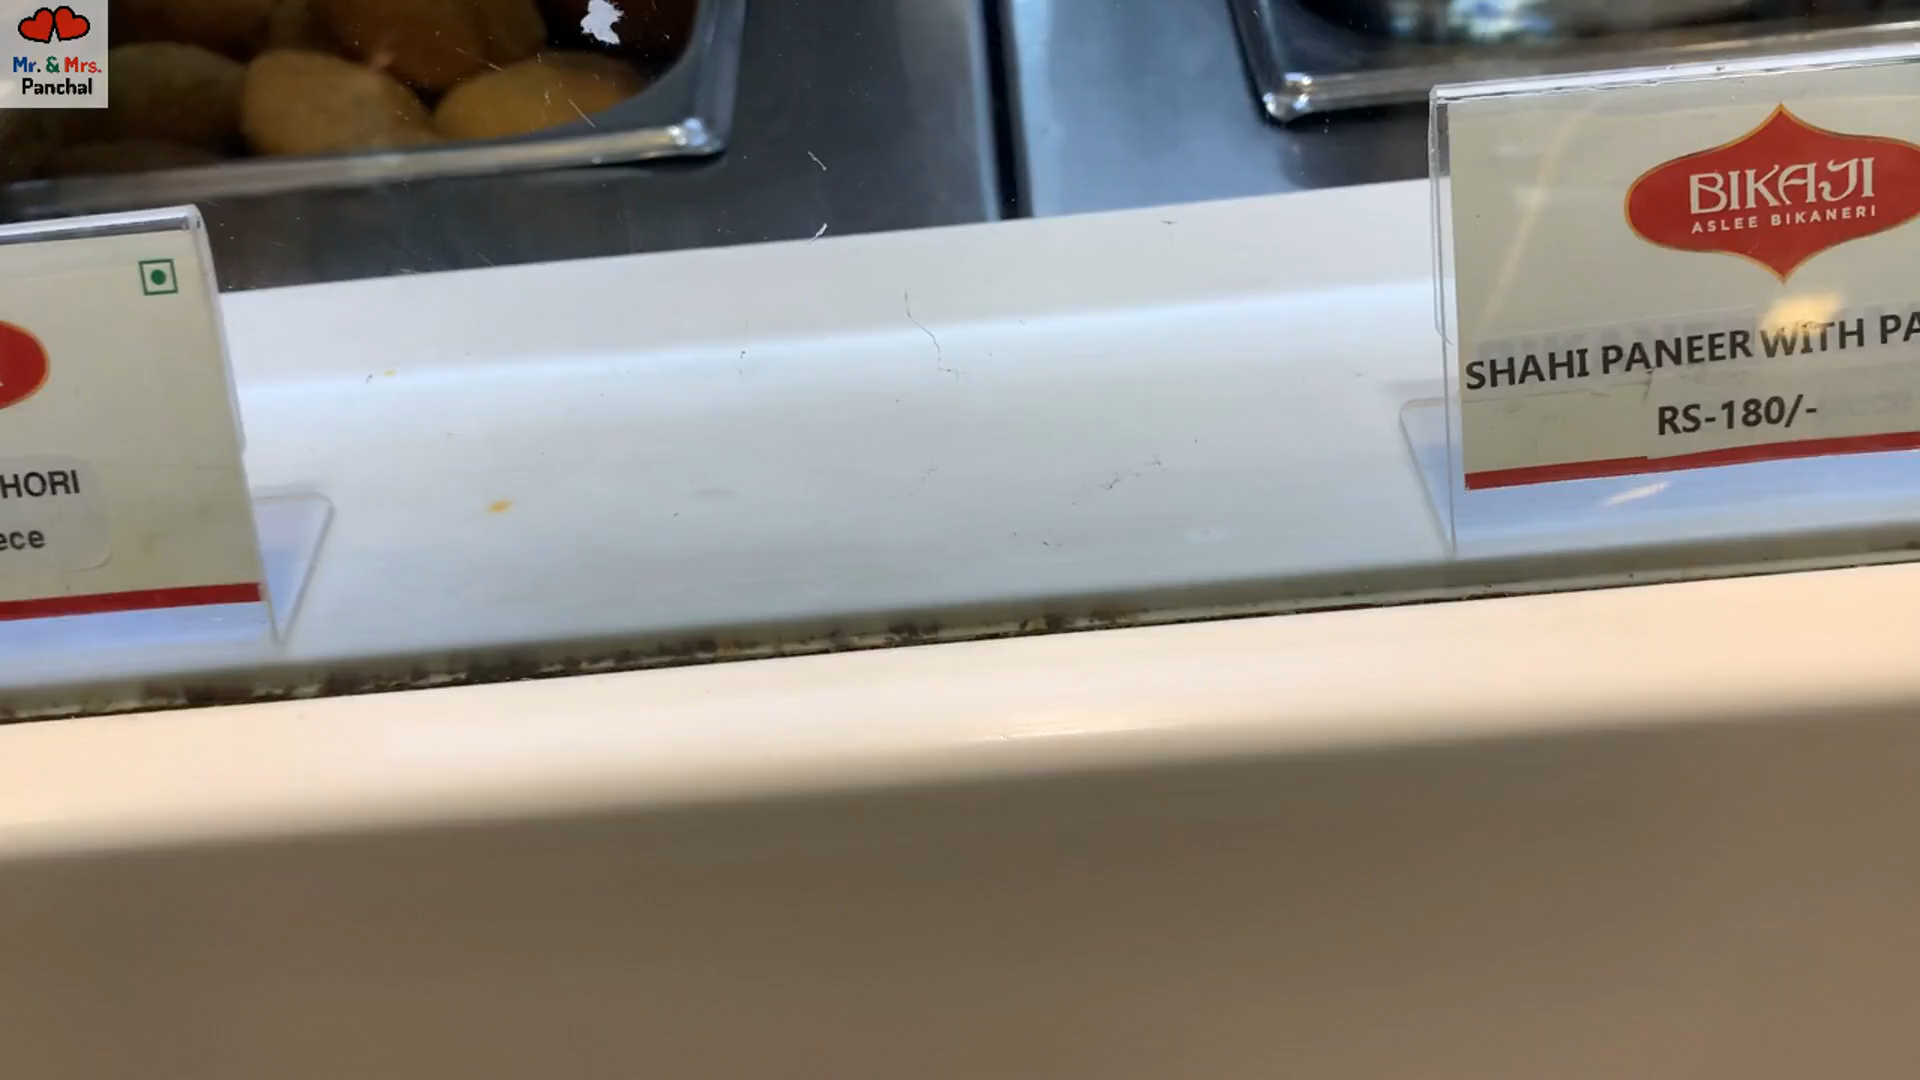 Mr. & Mrs.
Panchal
BIKAJI
ASLEE BIKANERI
SHAHI PANEER WITH PA
RS-180/-
HORI
ece